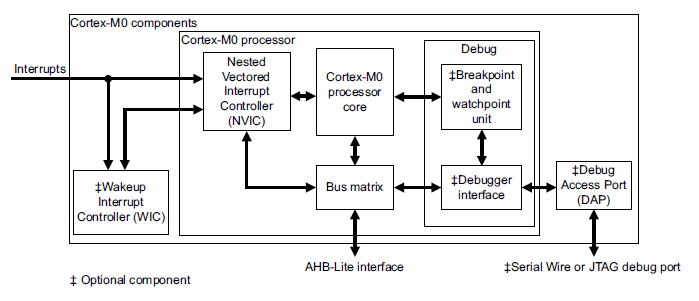 Cortex-M0 components
Cortex-M0 processor
Debug
Interrupts
Nested
Vectored
Interrupt
Controller
(NVIC)
Cortex-M0
processor
core
‡Breakpoint
and
watchpoint
unit
‡Wakeup
Interrupt
Controller (WIC)
Bus matrix
‡Debugger
interface
‡Debug
Access Port
(DAP)
AHB-Lite interface
‡Serial Wire or JTAG debug port
‡ Optional component